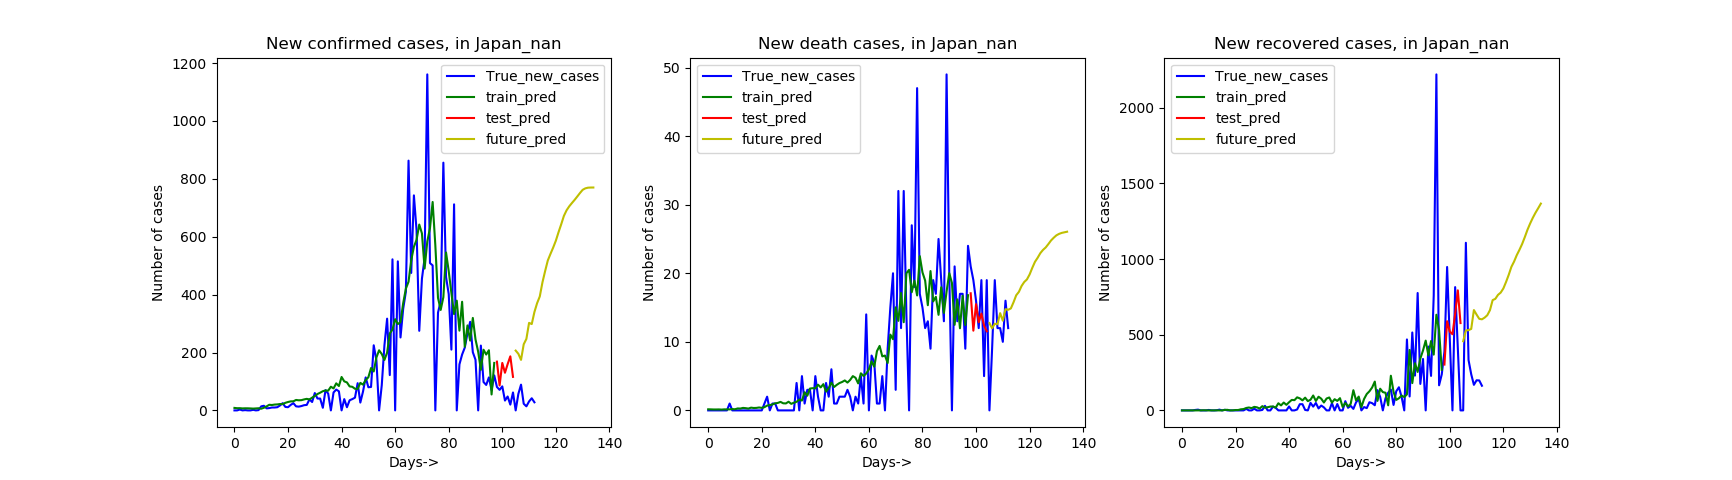 New confirmed cases, in Japan_nan
1200
1000
800
600
400
200
0
Number of cases
True_new_cases
train_pred
test_pred
future_pred
0 20 40 60 80 100 120 140
Days->
New death cases, in Japan_nan
50
40
30
20
10
0
Number of cases
True_new_cases
train_pred
test_pred
future_pred
0 20 40 60 80 100 120 140
Days->
New recovered cases, in Japan_nan
2000
1500
1000
500
0
Number of cases
True_new_cases
train_pred
test_pred
future_pred
0 20 40 60 80 100 120 140
Days->